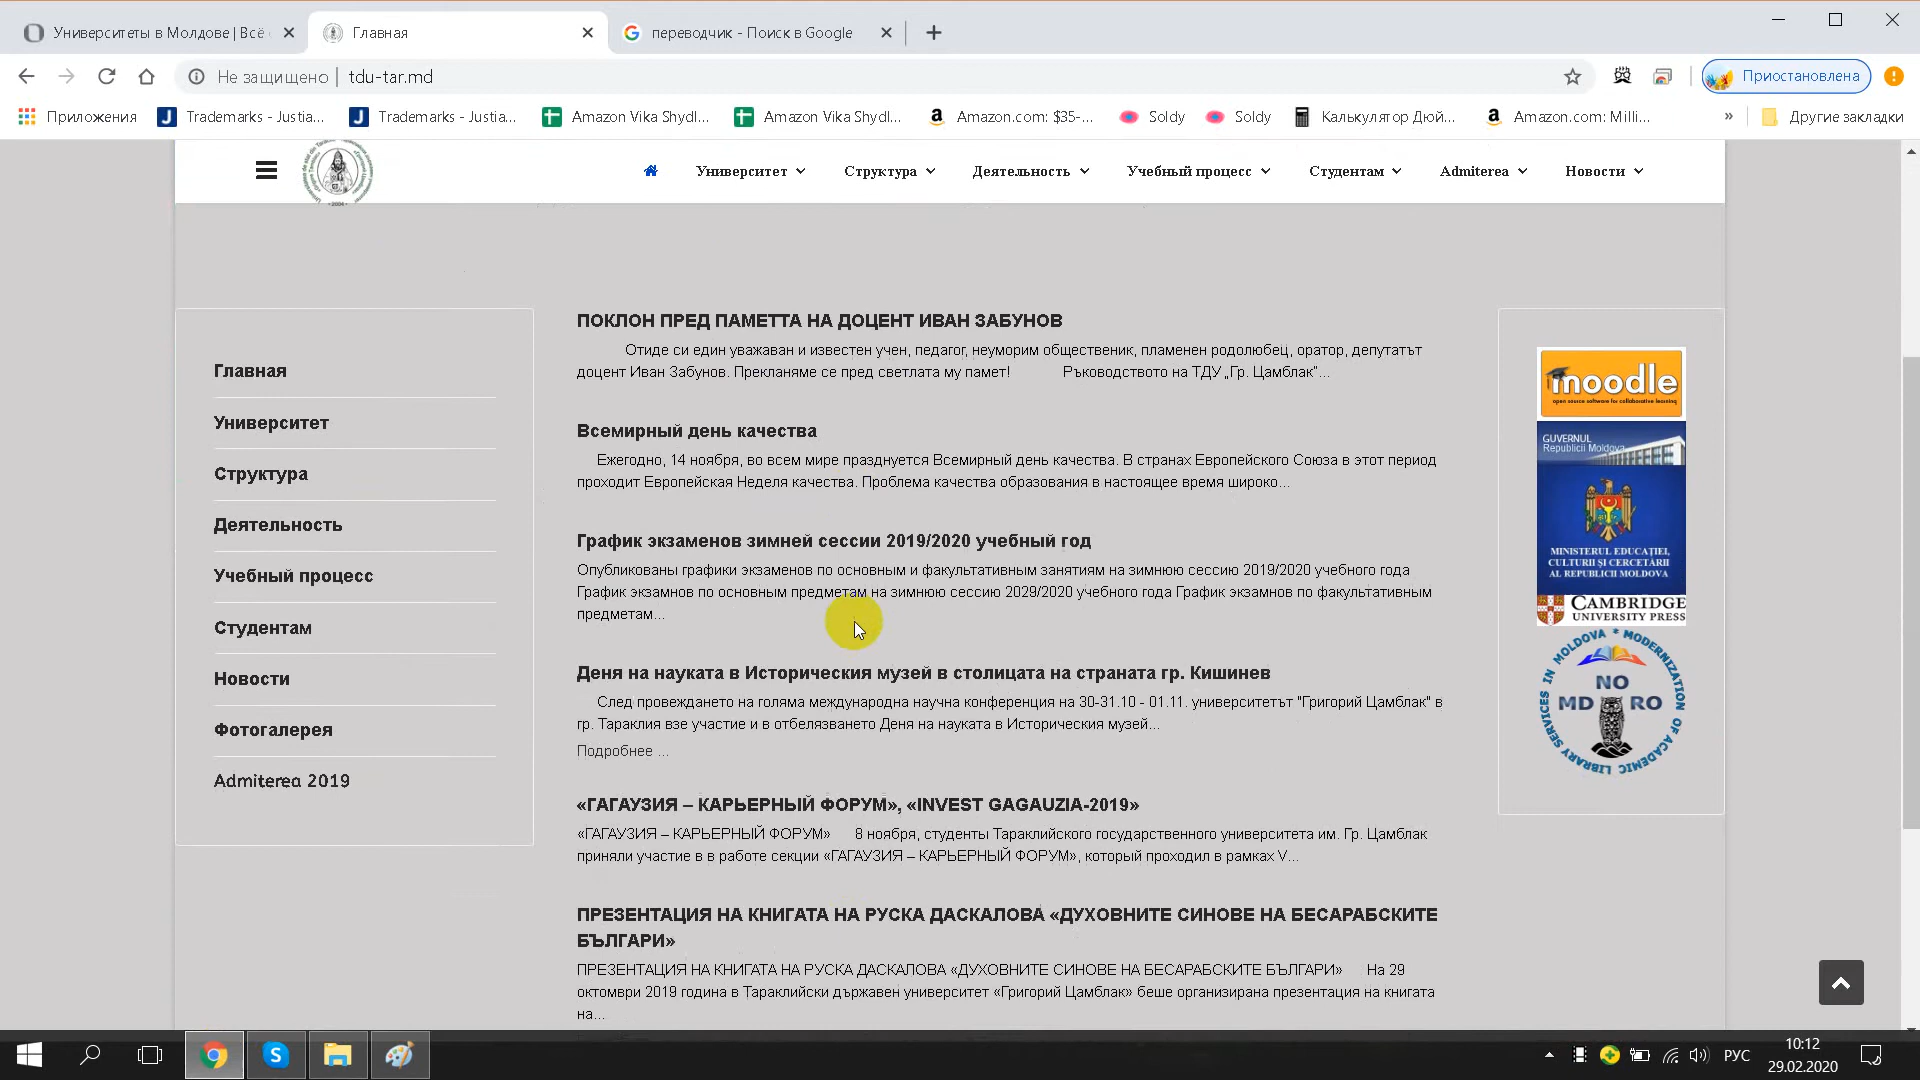 Университеты в Молдове | Всё
Главная
переводчик - Поиск в Google
Не защищено | tdu-tar.md
Приостановлена
Приложения
Trademarks - Justia...
Trademarks - Justia...
Amazon Vika Shydl...
Amazon Vika Shydl...
Amazon.com: $35-...
Soldy
Soldy
Калькулятор Дюй...
Amazon.com: Milli...
»
Другие закладки
Университет
Структура
Деятельность
Учебный процесс
Студентам
Admiterea
Новости
Главная
Университет
Структура
Деятельность
Учебный процесс
Студентам
Новости
Фотогалерея
Admiterea 2019
ПОКЛОН ПРЕД ПАМЕТТА НА ДОЦЕНТ ИВАН ЗАБУНОВ
Отиде си един уважаван и известен учен, педагог, неуморим общественик, пламенен родолюбец, оратор, депутатът
доцент Иван Забунов. Прекланяме се пред светлата му памет! Ръководството на ТДУ „Гр. Цамблак“...
Всемирный день качества
Ежегодно, 14 ноября, во всем мире празднуется Всемирный день качества. В странах Европейского Союза в этот период
проходит Европейская Неделя качества. Проблема качества образования в настоящее время широко...
График экзаменов зимней сессии 2019/2020 учебный год
Опубликованы графики экзаменов по основным и факультативным занятиям на зимнюю сессию 2019/2020 учебного года
График экзамнов по основным предметам на зимнюю сессию 2029/2020 учебного года График экзамнов по факультативным
предметам...
Деня на науката в Историческия музей в столицата на страната гр. Кишинев
След провеждането на голяма международна научна конференция на 30-31.10 - 01.11. университетът "Григорий Цамблак" в
гр. Тараклия взе участие и в отбелязването Деня на науката в Историческия музей...
Подробнее ...
«ГАГАУЗИЯ – КАРЬЕРНЫЙ ФОРУМ», «INVEST GAGAUZIA-2019»
«ГАГАУЗИЯ – КАРЬЕРНЫЙ ФОРУМ» 8 ноября, студенты Тараклийского государственного университета им. Гр. Цамблак
приняли участие в в работе секции «ГАГАУЗИЯ – КАРЬЕРНЫЙ ФОРУМ», который проходил в рамках V...
ПРЕЗЕНТАЦИЯ НА КНИГАТА НА РУСКА ДАСКАЛОВА «ДУХОВНИТЕ СИНОВЕ НА БЕСАРАБСКИТЕ
БЪЛГАРИ»
ПРЕЗЕНТАЦИЯ НА КНИГАТА НА РУСКА ДАСКАЛОВА «ДУХОВНИТЕ СИНОВЕ НА БЕСАРАБСКИТЕ БЪЛГАРИ» На 29
октомври 2019 година в Тараклийски държавен университет «Григорий Цамблак» беше организирана презентация на книгата
на...
moodle
open source software for collaborative learning
GUVERNUL
Republicii Moldova
MINISTERUL EDUCAŢIEI,
CULTURII ŞI CERCETĂRII
AL REPUBLICII MOLDOVA
CAMBRIDGE
UNIVERSITY PRESS
MODERNIZATION OF ACADEMIC LIBRARY SERVICES IN MOLDOVA *
NO
MD RO
РУС
10:12
29.02.2020